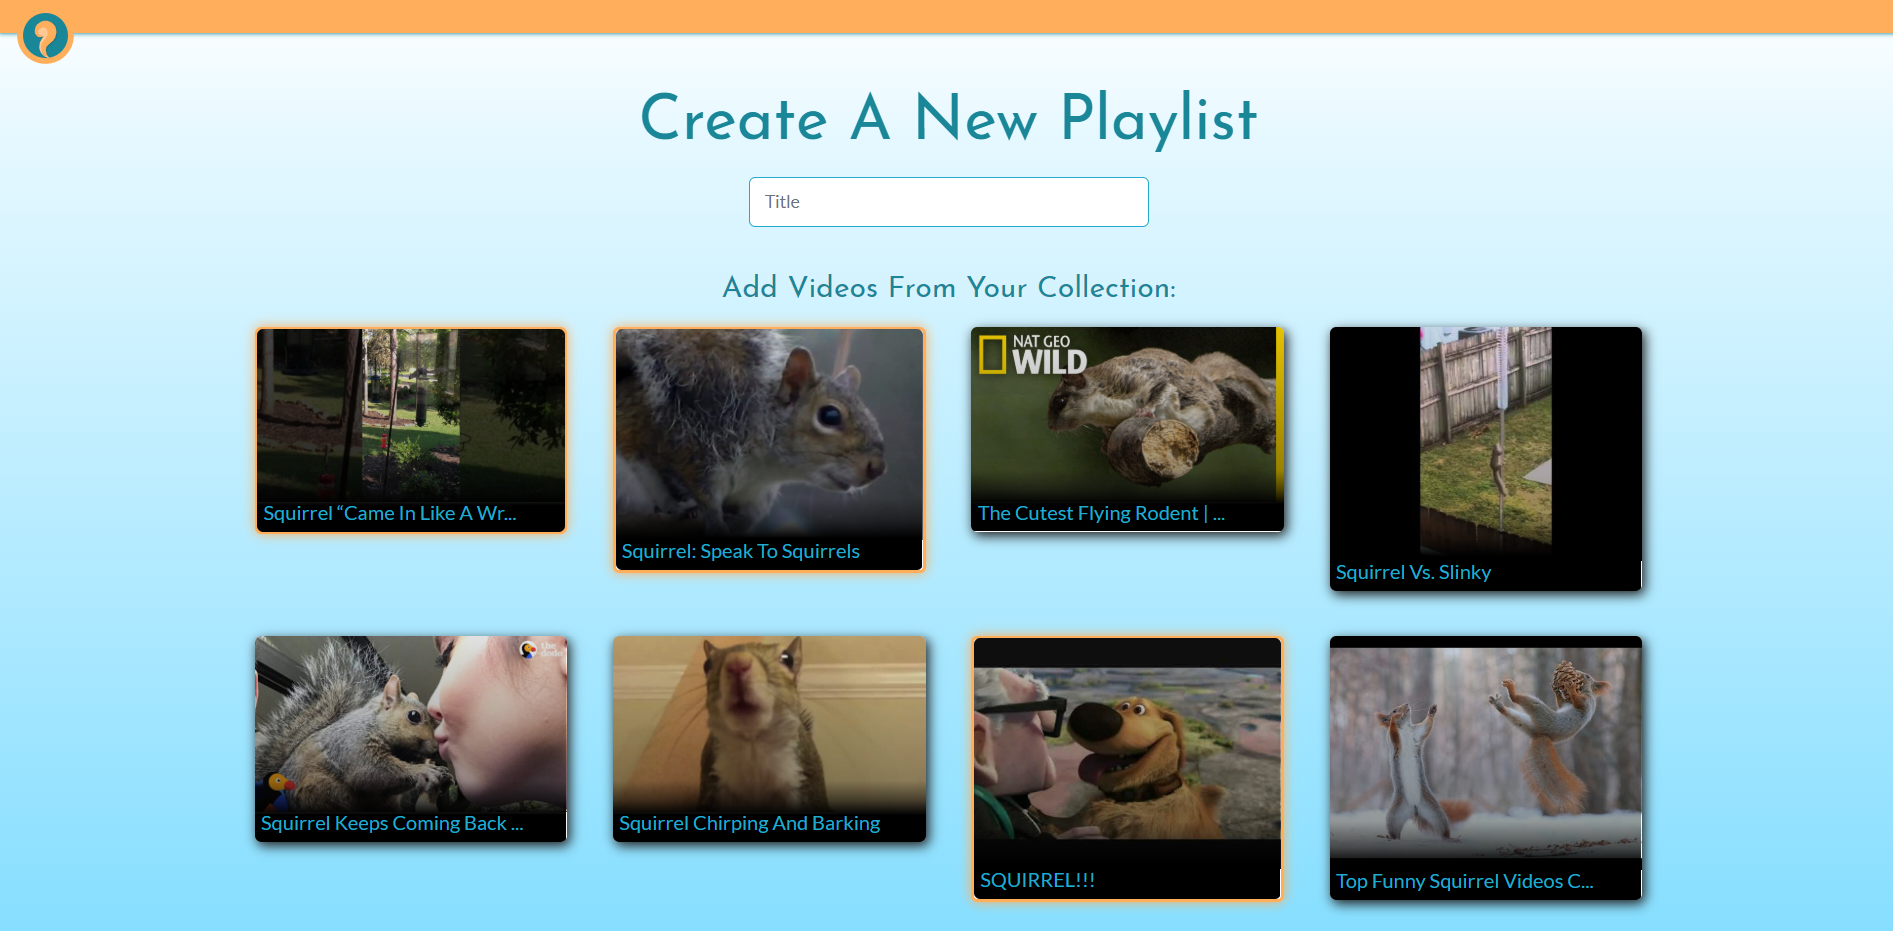 Create A New Playlist
Title
Add Videos From Your Collection:
NAT GEO
WILD
Squirrel “Came In Like A Wr...
Squirrel: Speak To Squirrels
The Cutest Flying Rodent | ...
Squirrel Vs. Slinky
the
dodo
Squirrel Keeps Coming Back ...
Squirrel Chirping And Barking
SQUIRREL!!!
Top Funny Squirrel Videos C...